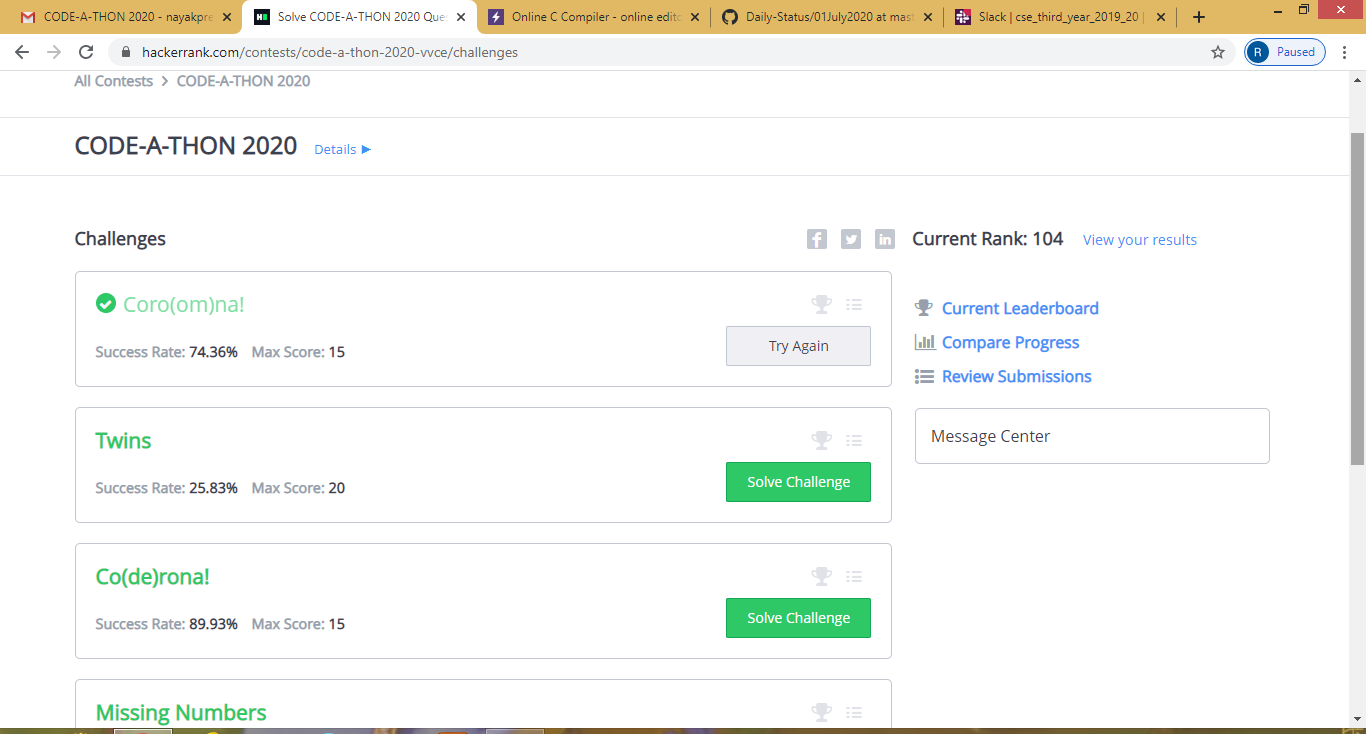 CODE-A-THON 2020 - nayakpre
Solve CODE-A-THON 2020 Que
Online C Compiler - online edito
Daily-Status/01July2020 at mast
Slack | cse_third_year_2019_20 |
hackerrank.com/contests/code-a-thon-2020-vvce/challenges
R Paused
All Contests > CODE-A-THON 2020
CODE-A-THON 2020 Details
Challenges
Current Rank: 104 View your results
Coro(om)na!
Success Rate: 74.36% Max Score: 15
Try Again
Current Leaderboard
Compare Progress
Review Submissions
Message Center
Twins
Success Rate: 25.83% Max Score: 20
Solve Challenge
Co(de)rona!
Success Rate: 89.93% Max Score: 15
Solve Challenge
Missing Numbers